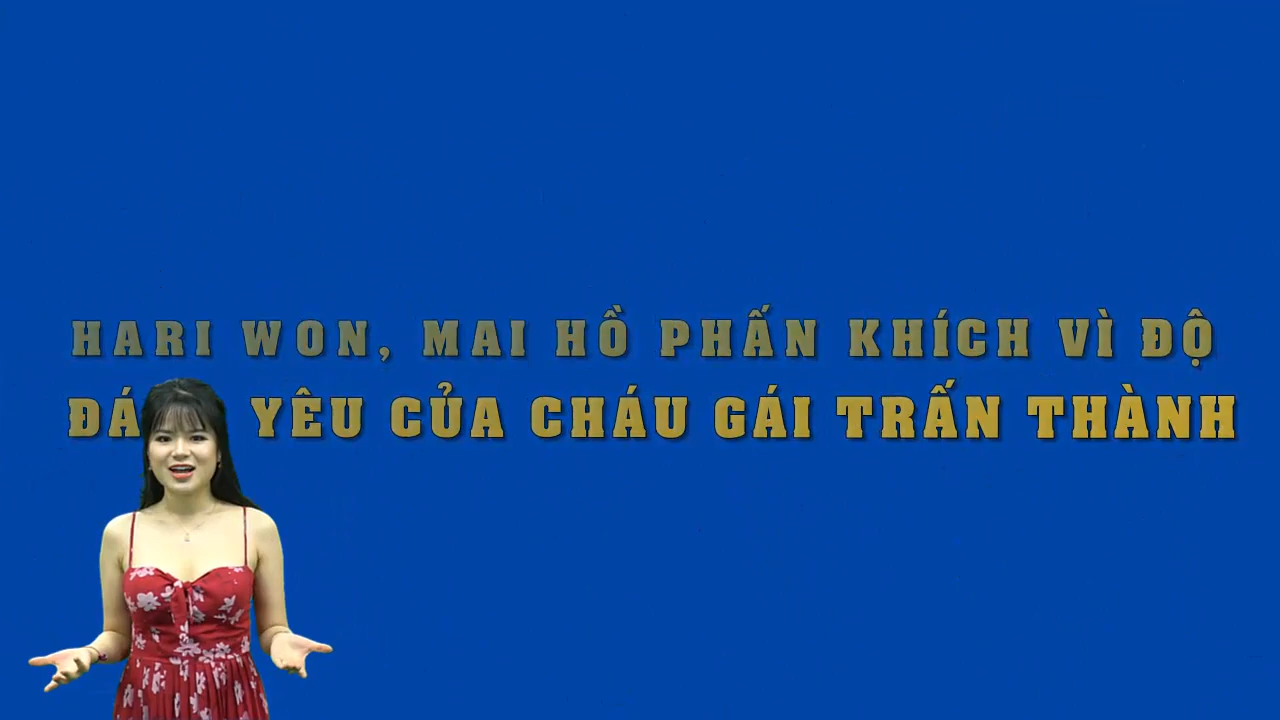 HARI WON, MAI HỒ PHẤN KHÍCH VÌ ĐỘ
YÊU CỦA CHÁU GÁI TRẤN THÀNH